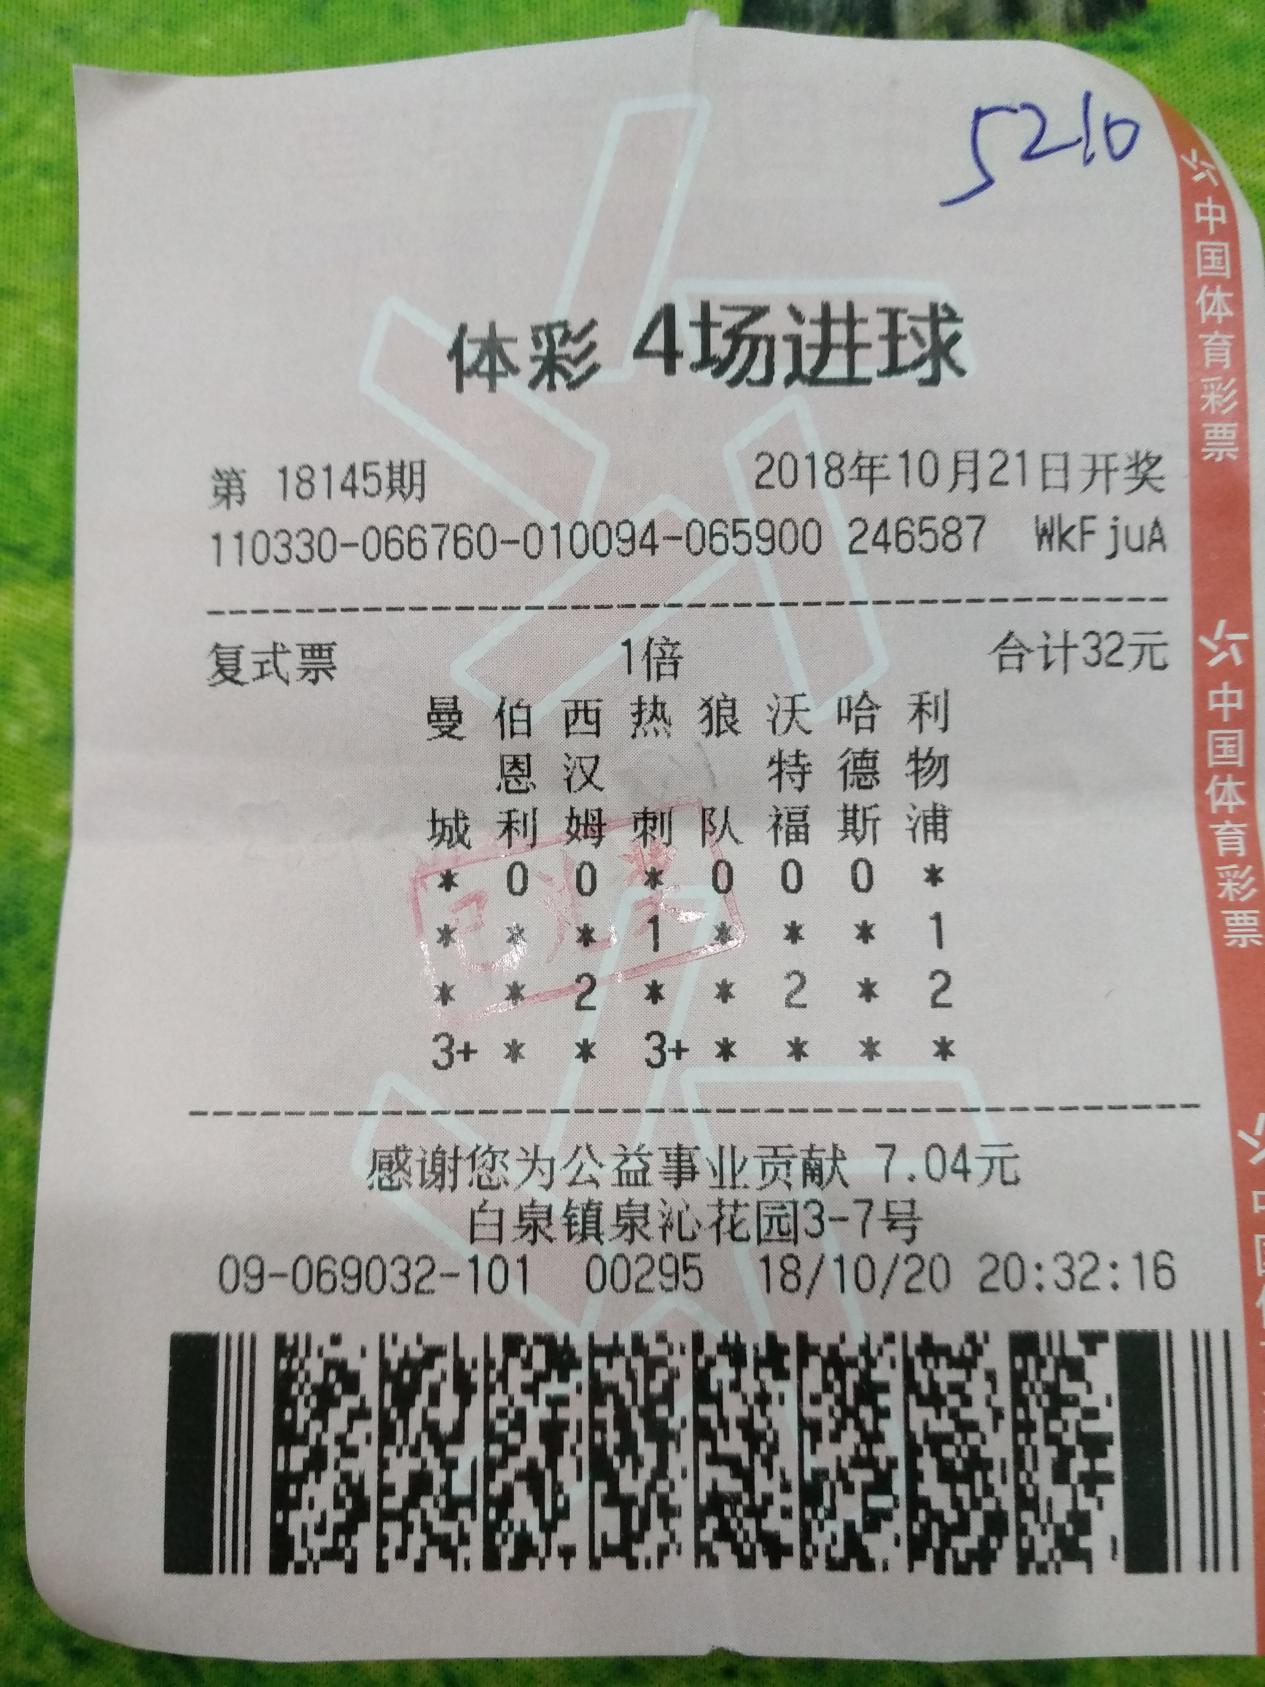 5210
体彩 4场进球
第 18145期 2018年10月21日开奖
110330-066760-010094-065900 246587 WkFjuA
复式票 1倍 合计32元
曼 伯 西 热 狼 沃 哈 利
恩 汉 特 德 物
城 利 姆 刺 队 福 斯 浦
* 0 0 * 0 0 0 *
* * * 1 * * * 1
* * 2 * * 2 * 2
3+ * * 3+ * * * *
已兑奖
感谢您为公益事业贡献 7.04元
白泉镇泉沁花园3-7号
09-069032-101 00295 18/10/20 20:32:16
中国体育彩票
中国体育彩票
中国体